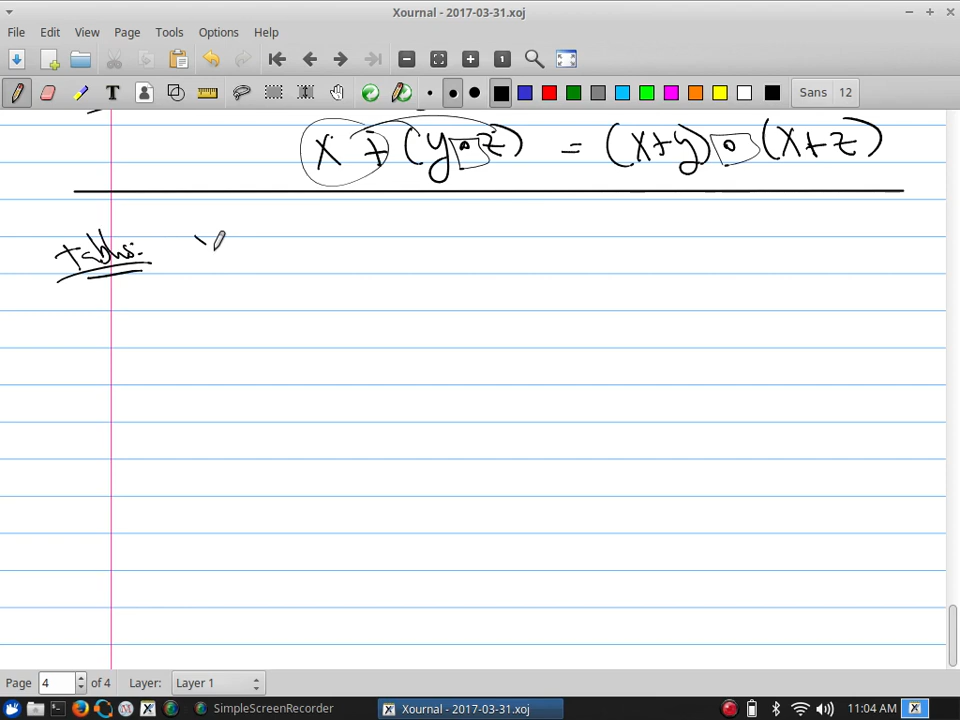 Xournal - 2017-03-31.xoj
File Edit View Page Tools Options Help
Sans 12
x + (y ∘ z) = (x+y) ∘ (x+z)
tables:
Page 4 of 4 Layer: Layer 1
SimpleScreenRecorder Xournal - 2017-03-31.xoj 11:04 AM